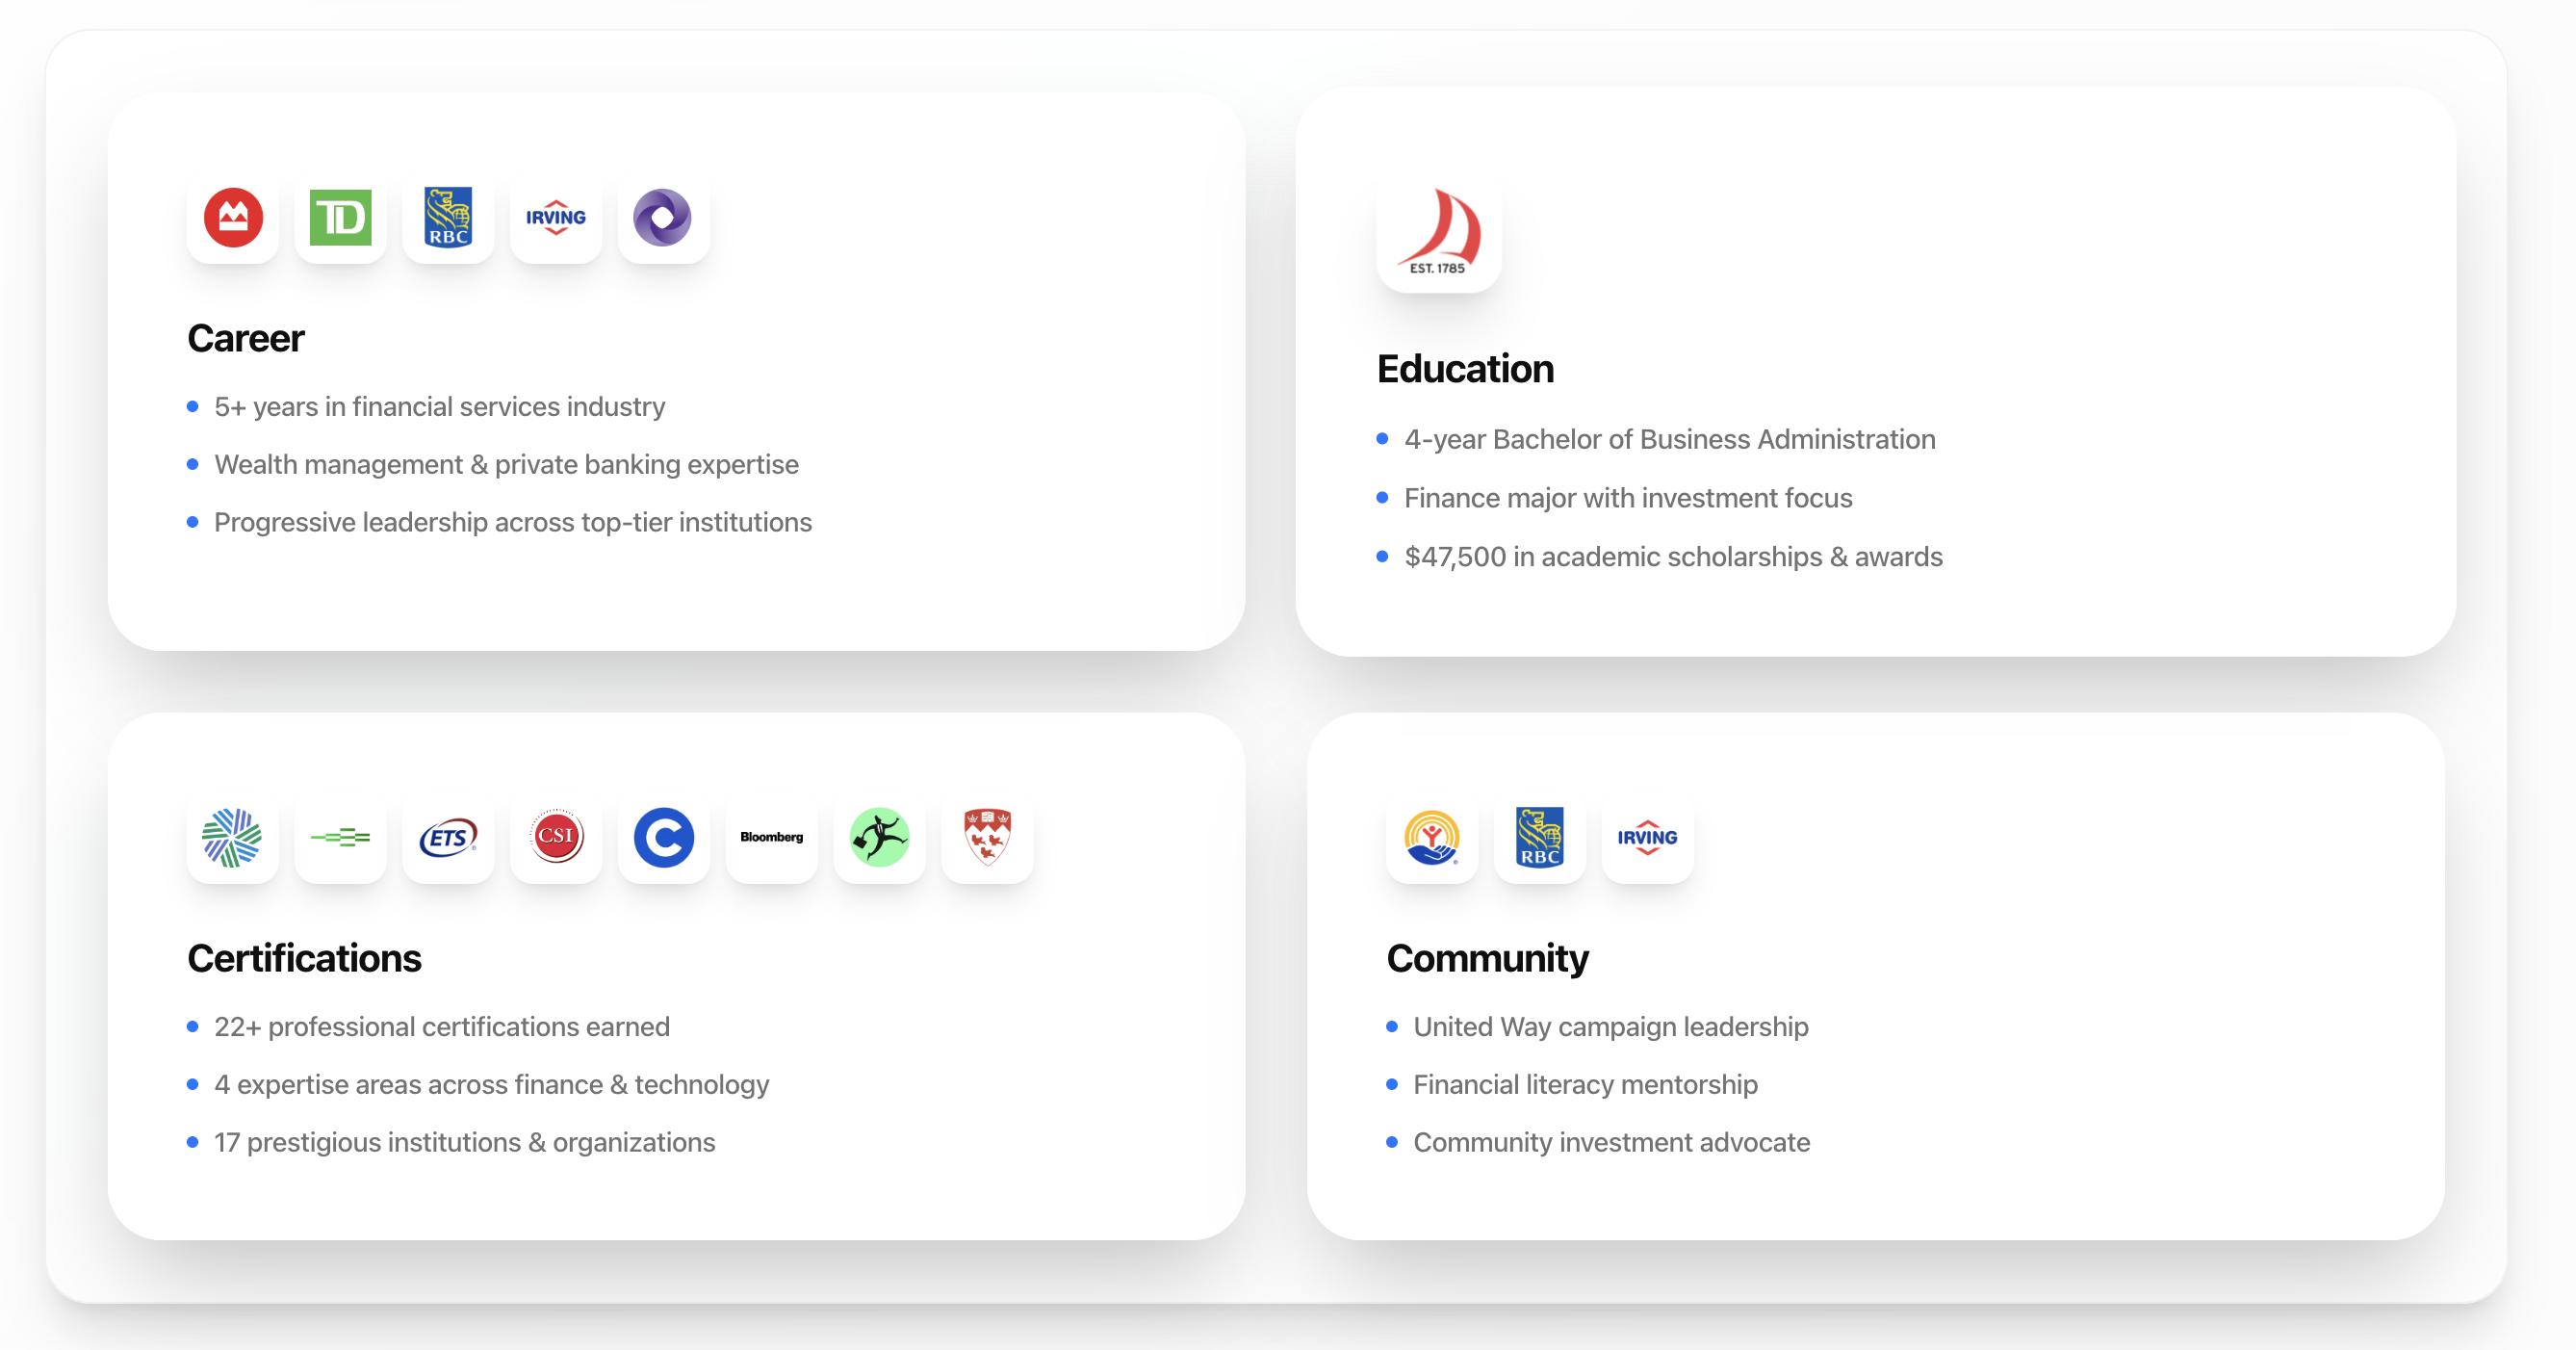 TD
RBC
IRVING
Career
5+ years in financial services industry
Wealth management & private banking expertise
Progressive leadership across top-tier institutions
EST. 1785
Education
4-year Bachelor of Business Administration
Finance major with investment focus
$47,500 in academic scholarships & awards
ETS®
CSI
C
Bloomberg
Certifications
22+ professional certifications earned
4 expertise areas across finance & technology
17 prestigious institutions & organizations
RBC
IRVING
Community
United Way campaign leadership
Financial literacy mentorship
Community investment advocate